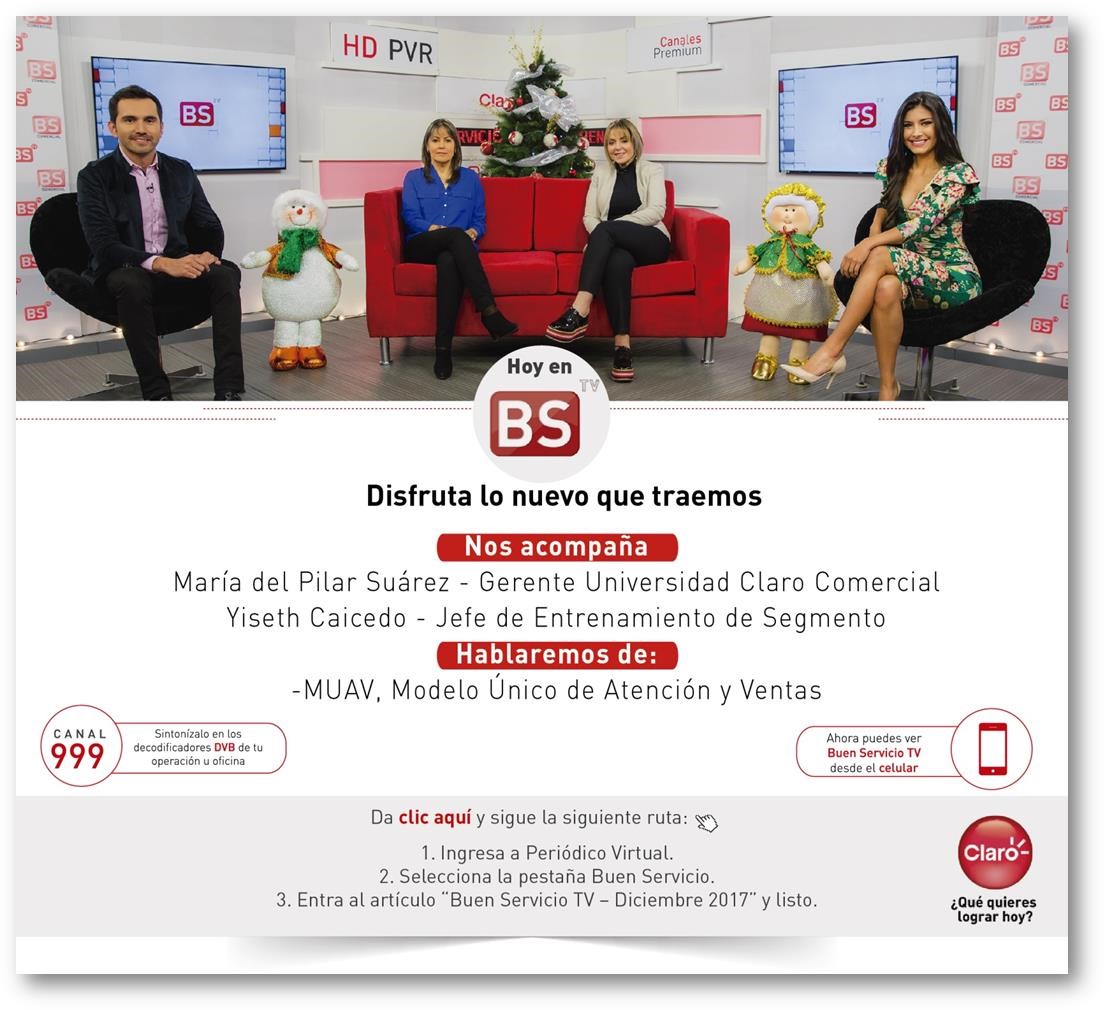 HD PVR
Canales
Premium
BS TV
BS TV
Claro
Hoy en
BS TV
Disfruta lo nuevo que traemos
Nos acompaña
María del Pilar Suárez - Gerente Universidad Claro Comercial
Yiseth Caicedo - Jefe de Entrenamiento de Segmento
Hablaremos de:
-MUAV, Modelo Único de Atención y Ventas
CANAL
999
Sintonízalo en los
decodificadores DVB de tu
operación u oficina
Ahora puedes ver
Buen Servicio TV
desde el celular
Da clic aquí y sigue la siguiente ruta:
1. Ingresa a Periódico Virtual.
2. Selecciona la pestaña Buen Servicio.
3. Entra al artículo “Buen Servicio TV – Diciembre 2017” y listo.
Claro-
¿Qué quieres
lograr hoy?